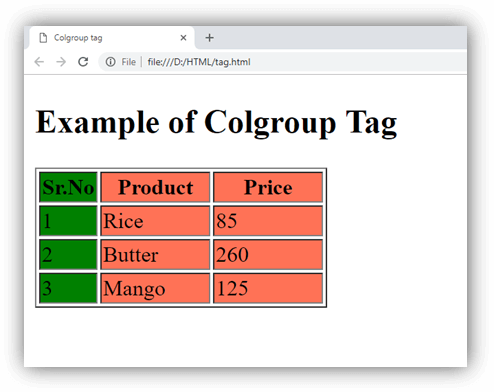 Colgroup tag
File file:///D:/HTML/tag.html
Example of Colgroup Tag
Sr.No Product Price
1 Rice 85
2 Butter 260
3 Mango 125